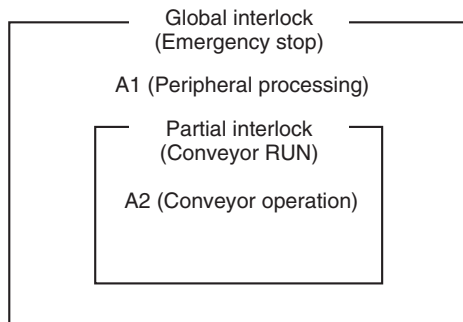 Global interlock
(Emergency stop)
A1 (Peripheral processing)
Partial interlock
(Conveyor RUN)
A2 (Conveyor operation)